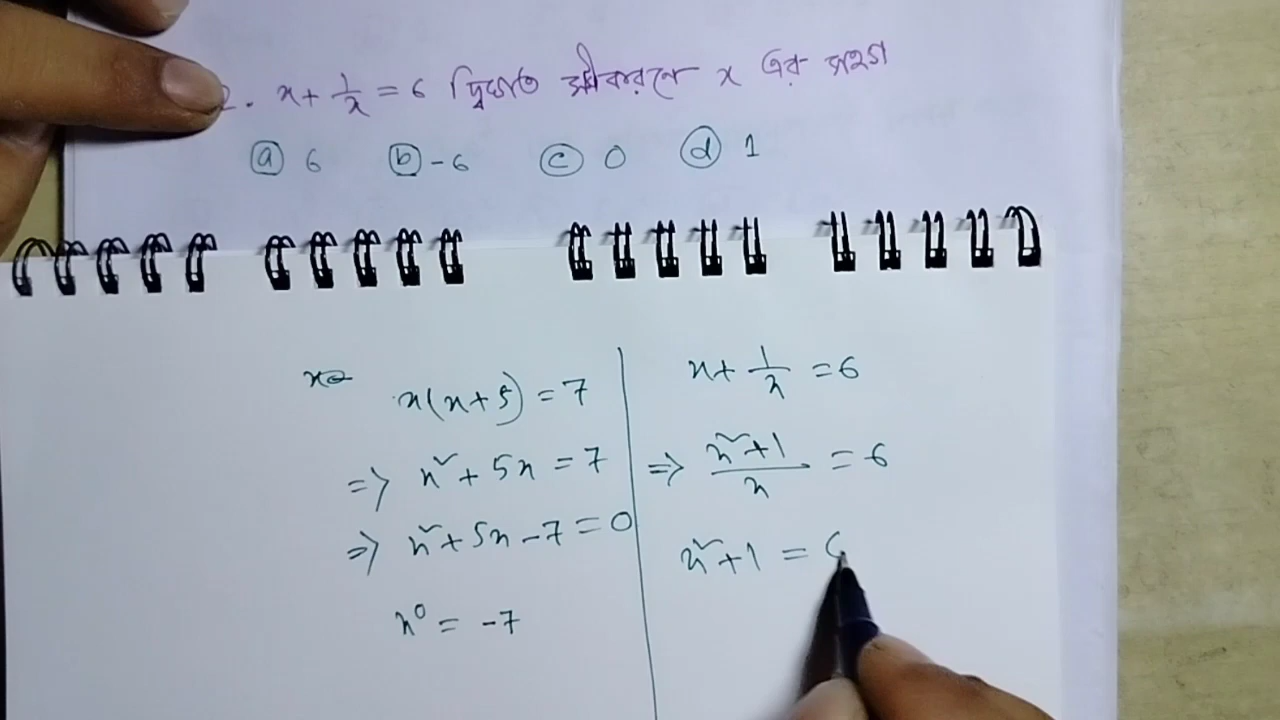 2. x + 1/x = 6 দ্বিঘাত সমীকরনে x এর সহগ
(a) 6 (b) -6 (c) 0 (d) 1
x(x+5) = 7
=> x² + 5x = 7
=> x² + 5x - 7 = 0
x⁰ = -7
x + 1/x = 6
=> (x²+1)/x = 6
x² + 1 = 6